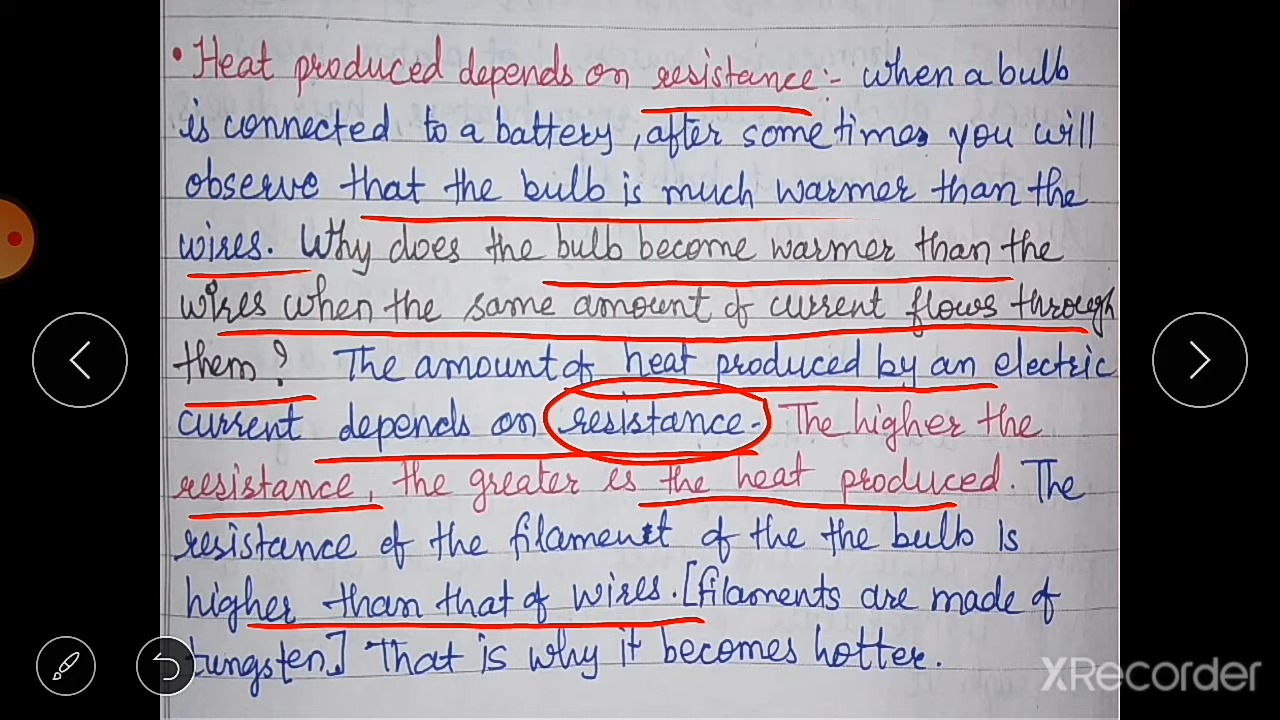 • Heat produced depends on resistance:- when a bulb
is connected to a battery, after some times you will
observe that the bulb is much warmer than the
wires. Why does the bulb become warmer than the
wires when the same amount of current flows through
them? The amount of heat produced by an electric
current depends on resistance. The higher the
resistance, the greater is the heat produced. The
resistance of the filament of the the bulb is
higher than that of wires. [filaments are made of
tungsten] That is why it becomes hotter.
XRecorder